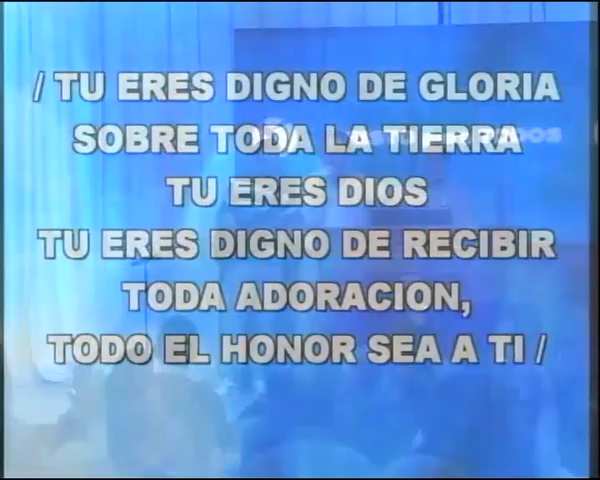 / TU ERES DIGNO DE GLORIA
SOBRE TODA LA TIERRA
TU ERES DIOS
TU ERES DIGNO DE RECIBIR
TODA ADORACION,
TODO EL HONOR SEA A TI /